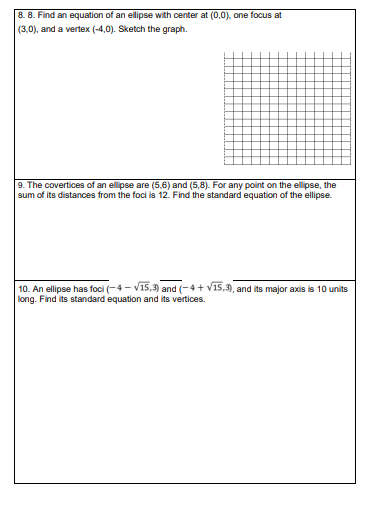 8. 8. Find an equation of an ellipse with center at (0,0), one focus at
(3,0), and a vertex (-4,0). Sketch the graph.
9. The covertices of an ellipse are (5,6) and (5,8). For any point on the ellipse, the
sum of its distances from the foci is 12. Find the standard equation of the ellipse.
10. An ellipse has foci (−4 − √15,3) and (−4 + √15,3), and its major axis is 10 units
long. Find its standard equation and its vertices.